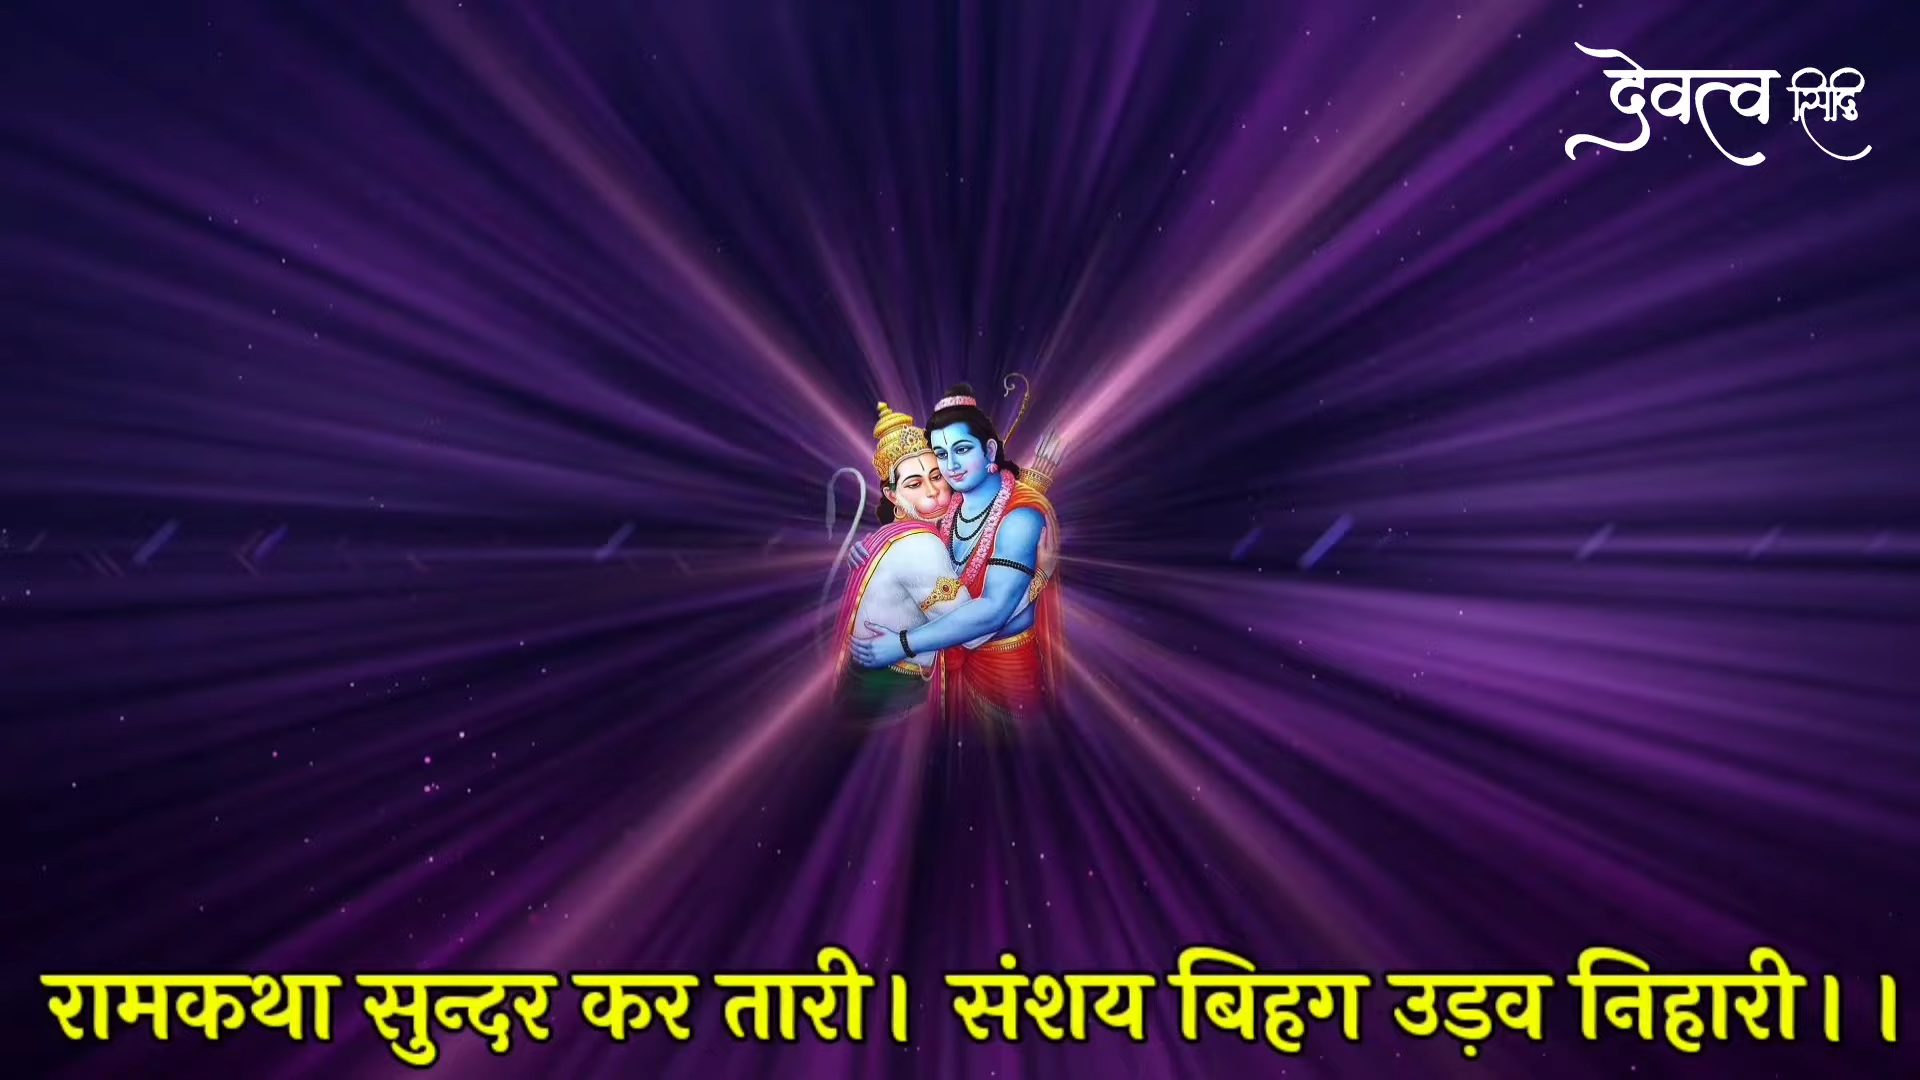 देवत्व सिद्धि
रामकथा सुन्दर कर तारी। संशय बिहग उड़व निहारी।।